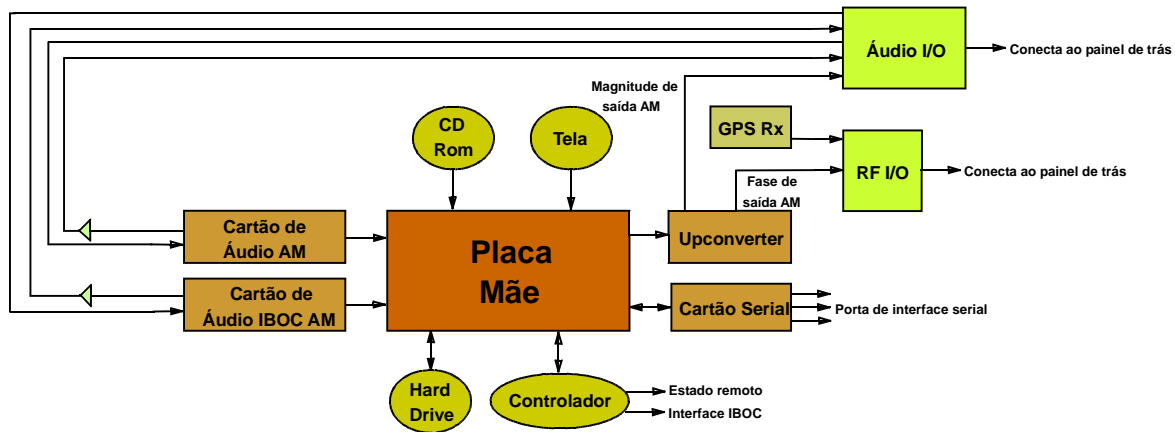 Áudio I/O
Conecta ao painel de trás
Magnitude de
saída AM
CD
Rom
Tela
GPS Rx
RF I/O
Conecta ao painel de trás
Fase de
saída AM
Cartão de
Áudio AM
Placa
Mãe
Upconverter
Cartão de
Áudio IBOC AM
Cartão Serial
Porta de interface serial
Hard
Drive
Controlador
Estado remoto
Interface IBOC